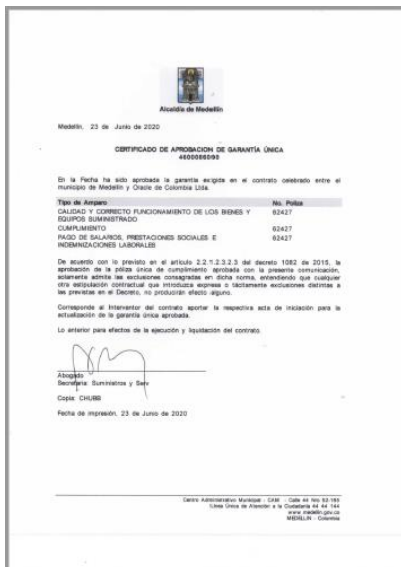 Alcaldía de Medellín
Medellín, 23 de Junio de 2020
CERTIFICADO DE APROBACION DE GARANTÍA ÚNICA
4600086090
En la Fecha ha sido aprobada la garantía exigida en el contrato celebrado entre el
municipio de Medellín y Oracle de Colombia Ltda.
Tipo de Amparo No. Poliza
CALIDAD Y CORRECTO FUNCIONAMIENTO DE LOS BIENES Y 62427
EQUIPOS SUMINISTRADO
CUMPLIMIENTO 62427
PAGO DE SALARIOS, PRESTACIONES SOCIALES E 62427
INDEMNIZACIONES LABORALES
De acuerdo con lo previsto en el artículo 2.2.1.2.3.2.3 del decreto 1082 de 2015, la
aprobación de la póliza única de cumplimiento aprobada con la presente comunicación,
solamente admite las exclusiones consagradas en dicha norma, entendiendo que cualquier
otra estipulación contractual que introduzca expresa o tácitamente exclusiones distintas a
las previstas en el Decreto, no producirán efecto alguno.
Corresponde al Interventor del contrato aportar la respectiva acta de iniciación para la
actualización de la garantía única aprobada.
Lo anterior para efectos de la ejecución y liquidación del contrato.
Abogado
Secretaría: Suministros y Serv
Copia: CHUBB
Fecha de impresión, 23 de Junio de 2020
Centro Administrativo Municipal - CAM - Calle 44 Nro 52-165
Línea Única de Atención a la Ciudadanía 44 44 144
www.medellin.gov.co
MEDELLIN - Colombia